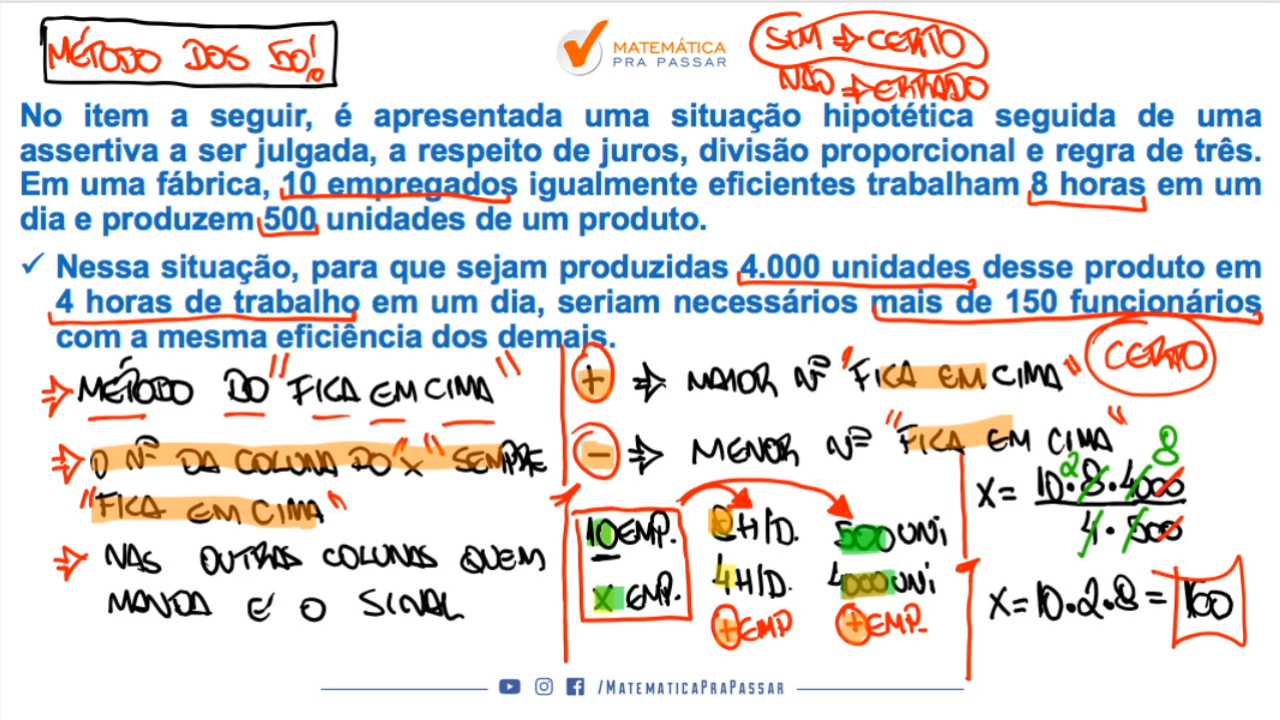 MÉTODO DOS 50!
MATEMÁTICA
PRA PASSAR
SIM ⇒ CERTO
NÃO ⇒ ERRADO
No item a seguir, é apresentada uma situação hipotética seguida de uma
assertiva a ser julgada, a respeito de juros, divisão proporcional e regra de três.
Em uma fábrica, 10 empregados igualmente eficientes trabalham 8 horas em um
dia e produzem 500 unidades de um produto.
✓ Nessa situação, para que sejam produzidas 4.000 unidades desse produto em
4 horas de trabalho em um dia, seriam necessários mais de 150 funcionários
com a mesma eficiência dos demais.
CERTO
⇒ MÉTODO DO "FICA EM CIMA"
⇒ O Nº DA COLUNA DO "X" SEMPRE
"FICA EM CIMA"
⇒ NAS OUTRAS COLUNAS QUEM
MANDA É O SINAL
+ ⇒ MAIOR Nº "FICA EM CIMA"
− ⇒ MENOR Nº "FICA EM CIMA"
10 EMP. 8H/D. 500 UNI
X EMP. 4H/D. 4000 UNI
+EMP +EMP.
2 8
X = 10.8.4000
4.500
X = 10.2.8 = 160
/MATEMATICAPRAPASSAR